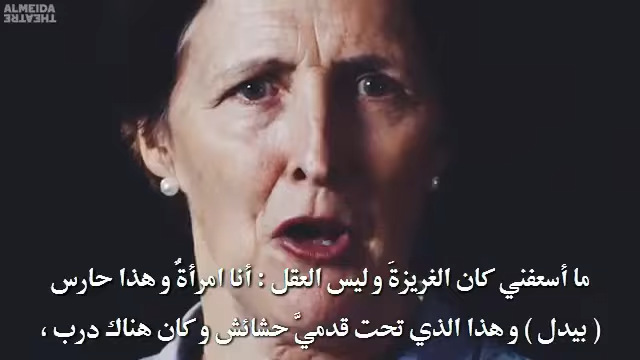 ALMEIDA
THEATRE
ما أسعفني كان الغريزةَ و ليس العقل : أنا امرأةٌ و هذا حارس
( بيدل ) و هذا الذي تحت قدميَّ حشائش و كان هناك درب ،